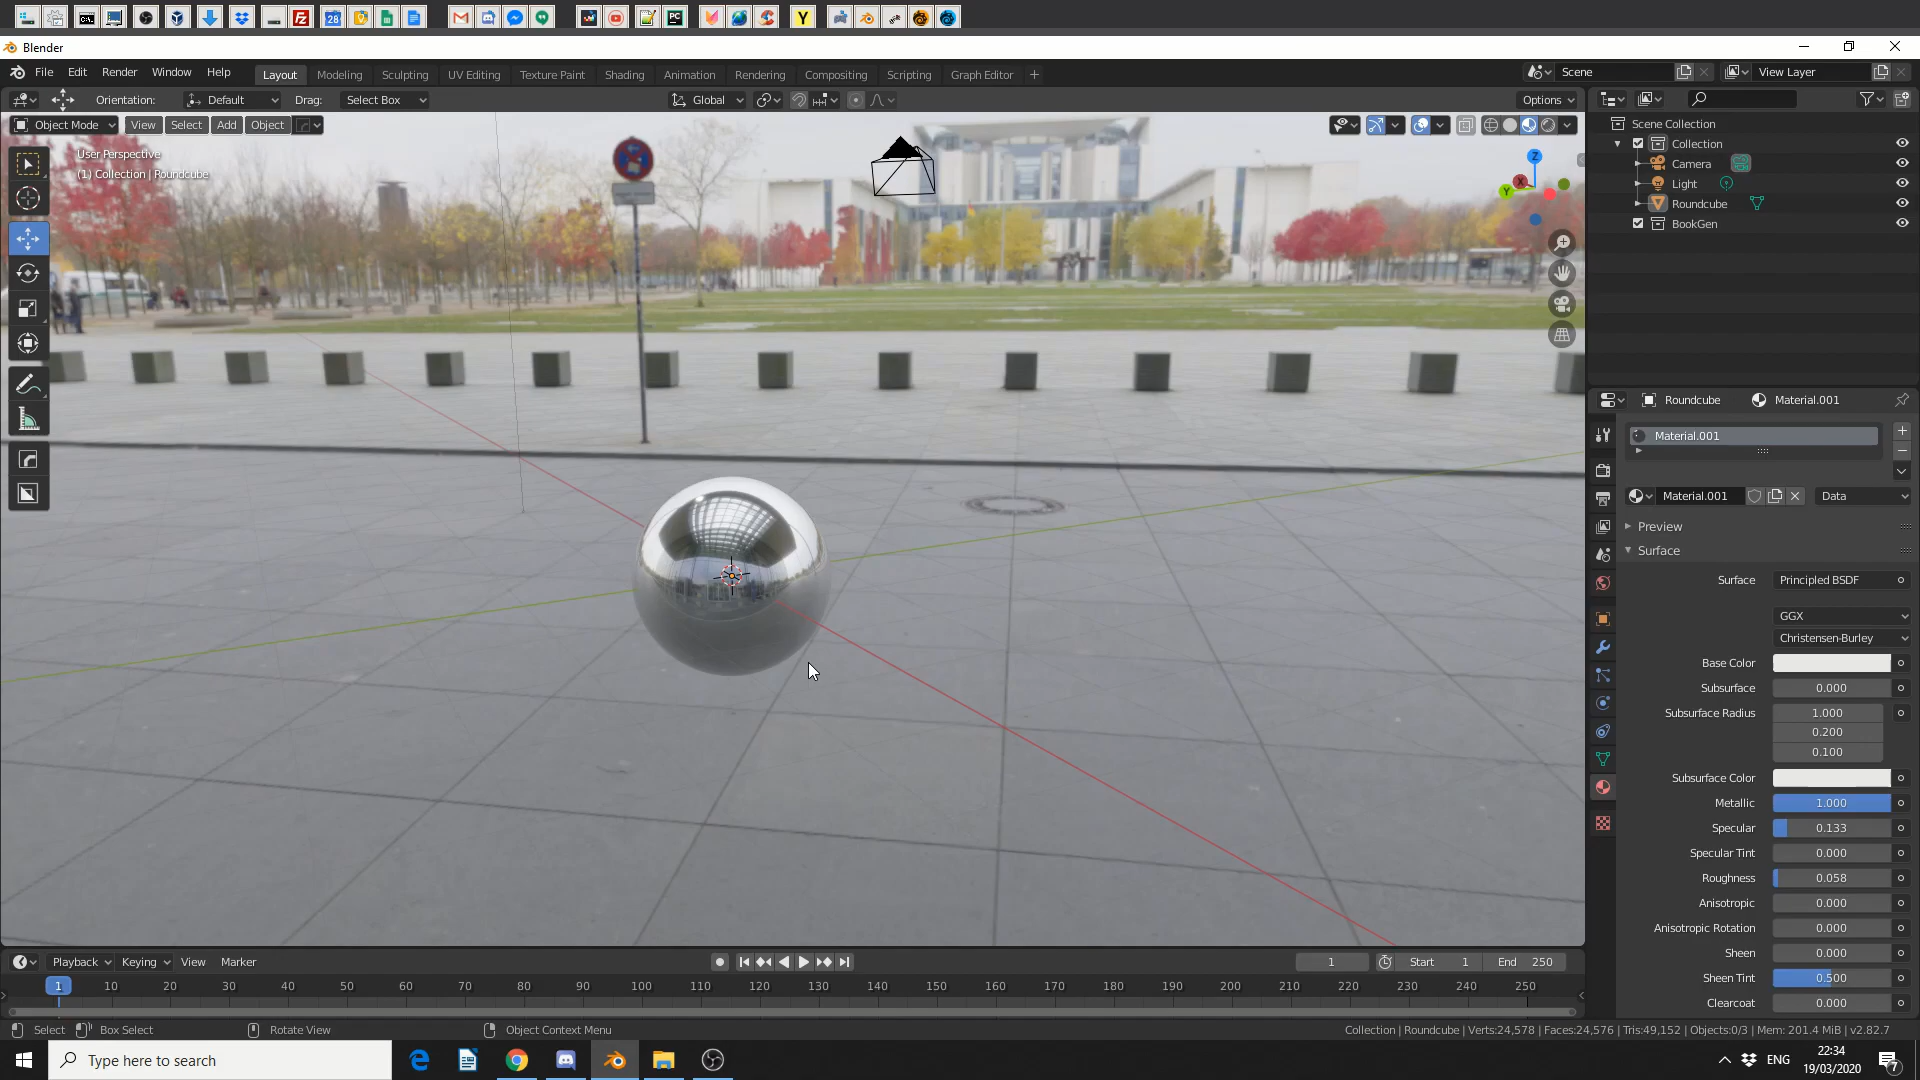 28
Y
Blender
File Edit Render Window Help Layout Modeling Sculpting UV Editing Texture Paint Shading Animation Rendering Compositing Scripting Graph Editor + Scene View Layer
Orientation: Default Drag: Select Box Global Options
Object Mode View Select Add Object
User Perspective
(1) Collection | Roundcube
Z
X
Y
Scene Collection
Collection
Camera
Light
Roundcube
BookGen
Roundcube Material.001
Material.001
Material.001 Data
Preview
Surface
Surface Principled BSDF
GGX
Christensen-Burley
Base Color
Subsurface 0.000
Subsurface Radius 1.000
0.200
0.100
Subsurface Color
Metallic 1.000
Specular 0.133
Specular Tint 0.000
Roughness 0.058
Anisotropic 0.000
Anisotropic Rotation 0.000
Sheen 0.000
Sheen Tint 0.500
Clearcoat 0.000
Playback Keying View Marker 1 Start 1 End 250
1 10 20 30 40 50 60 70 80 90 100 110 120 130 140 150 160 170 180 190 200 210 220 230 240 250
Select Box Select Rotate View Object Context Menu Collection | Roundcube | Verts:24,578 | Faces:24,576 | Tris:49,152 | Objects:0/3 | Mem: 201.4 MiB | v2.82.7
Type here to search ENG 22:34
19/03/2020
7